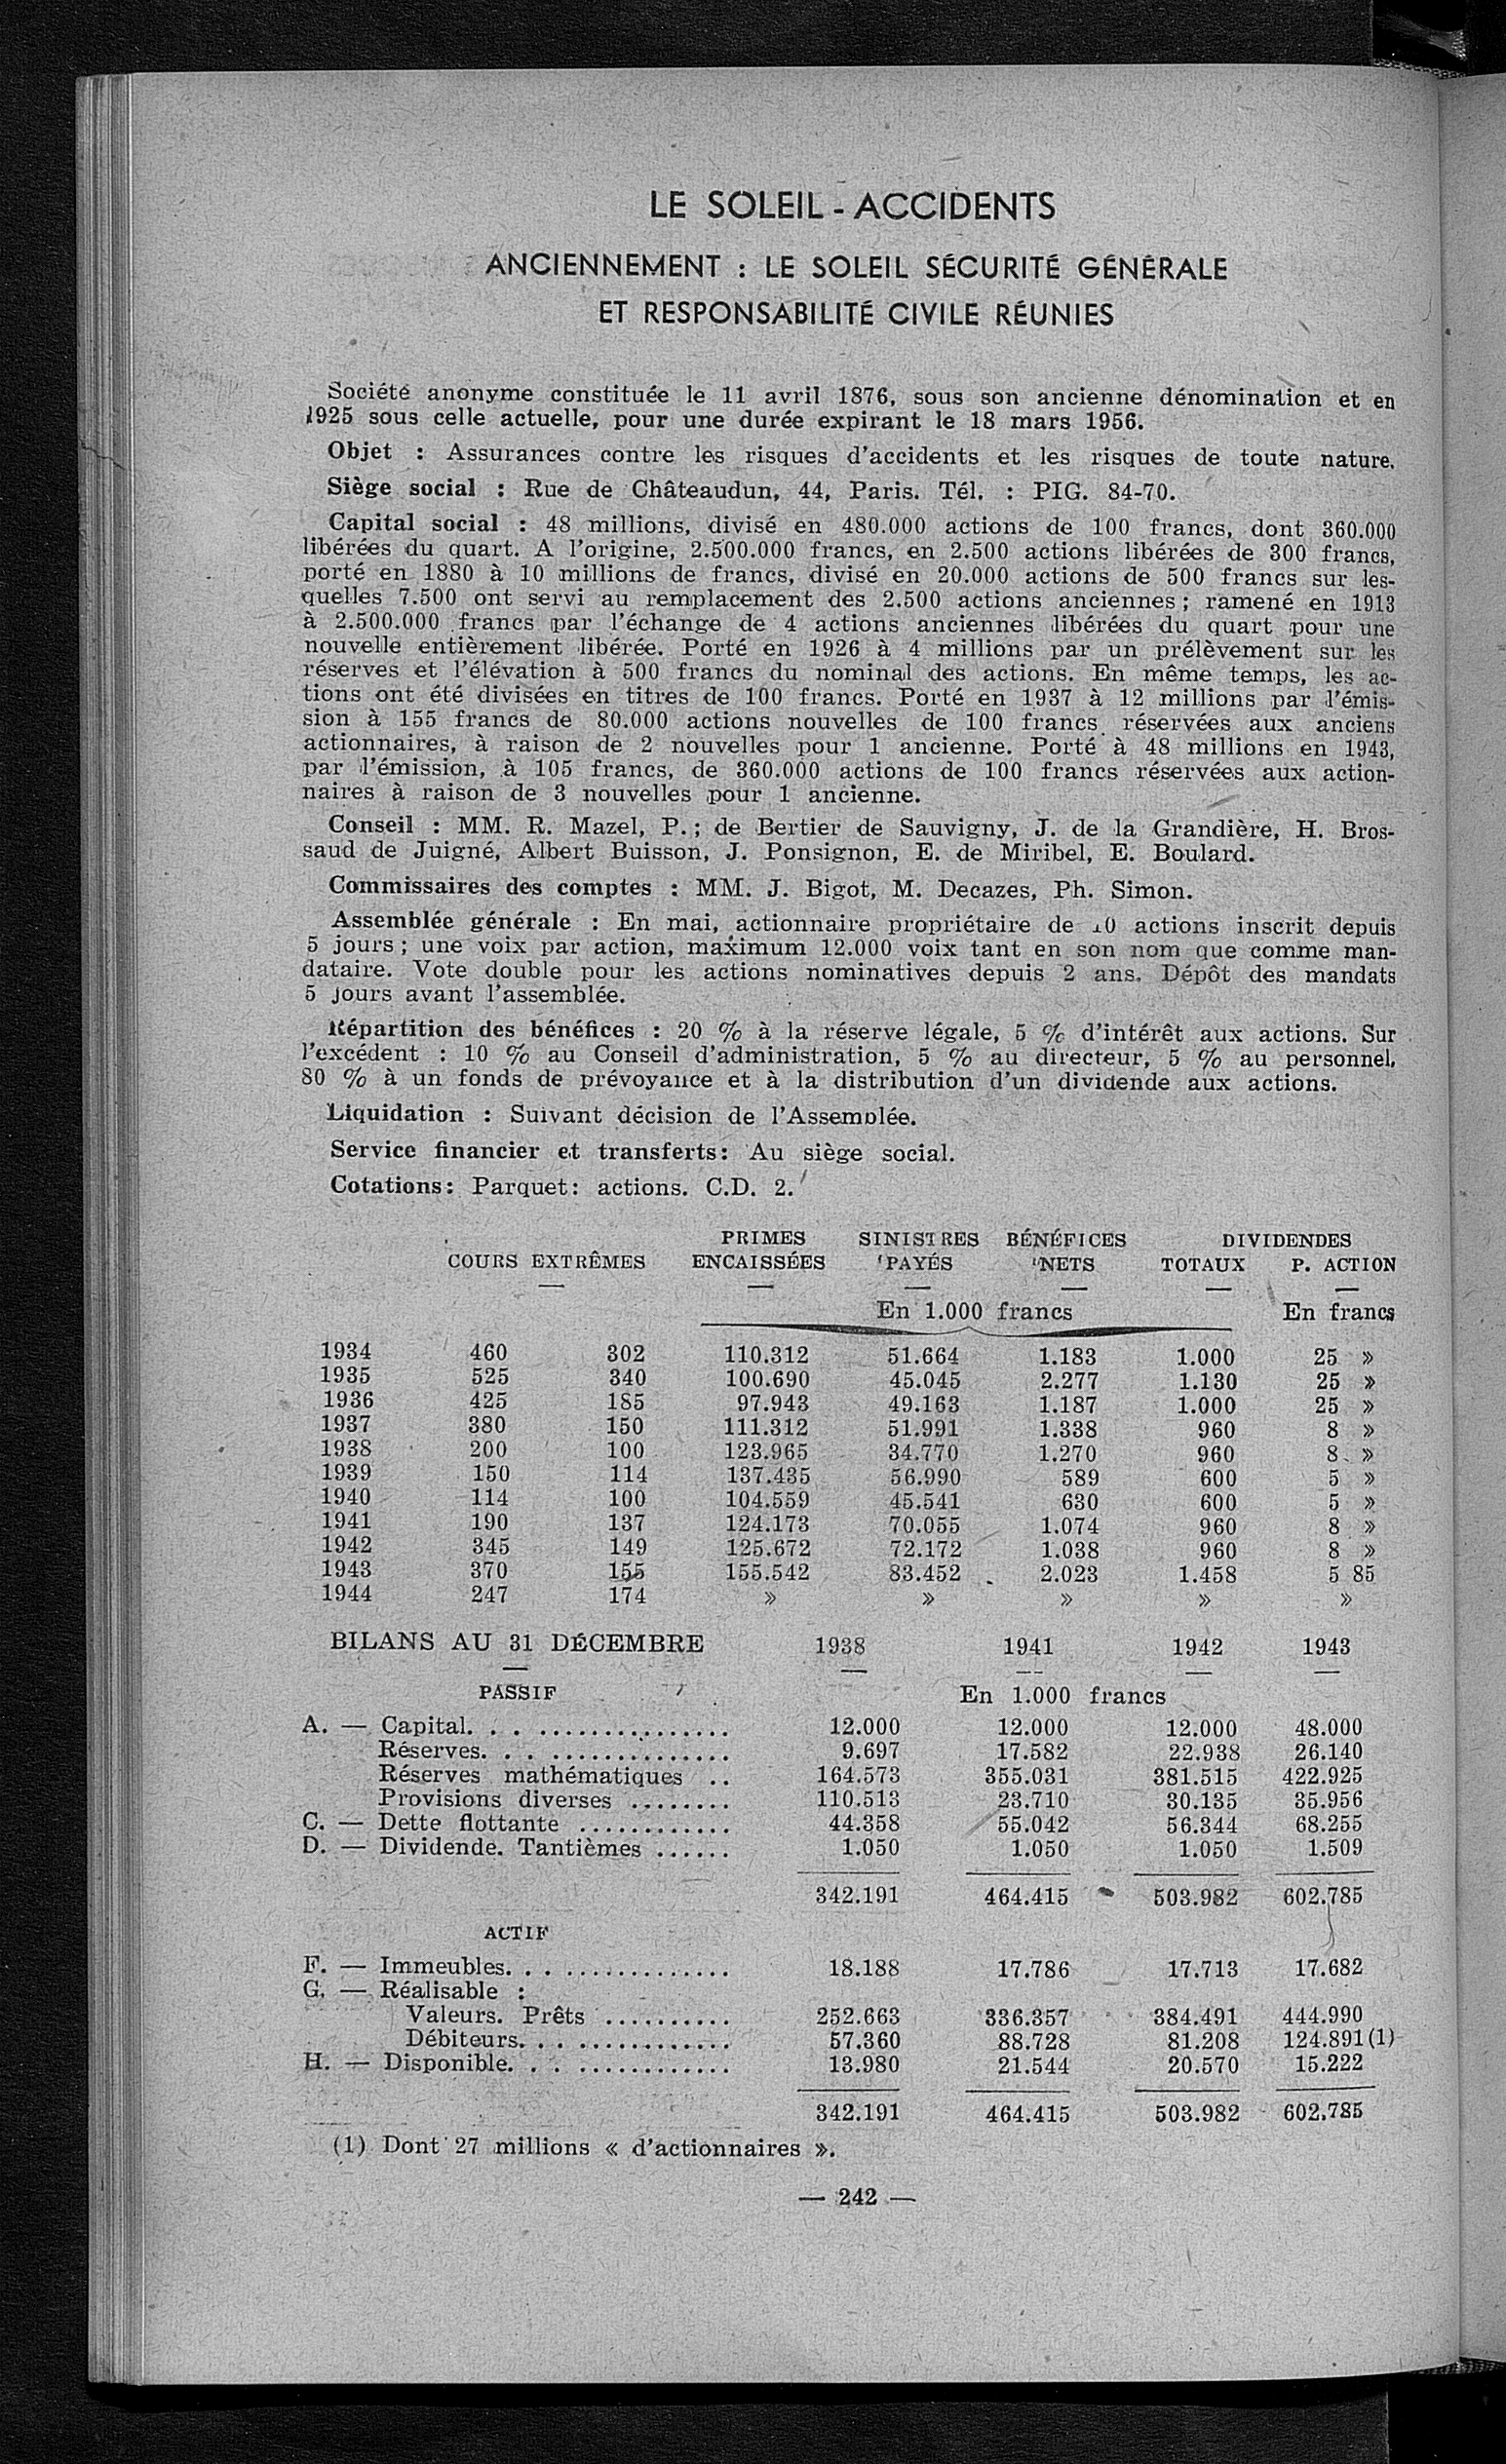 LE SOLEIL - ACCIDENTS
ANCIENNEMENT : LE SOLEIL SÉCURITÉ GÉNÉRALE
ET RESPONSABILITÉ CIVILE RÉUNIES
Société anonyme constituée le 11 avril 1876, sous son ancienne dénomination et en
1925 sous celle actuelle, pour une durée expirant le 18 mars 1956.
Objet : Assurances contre les risques d'accidents et les risques de toute nature.
Siège social : Rue de Châteaudun, 44, Paris. Tél. : PIG. 84-70.
Capital social : 48 millions, divisé en 480.000 actions de 100 francs, dont 360.000
libérées du quart. A l'origine, 2.500.000 francs, en 2.500 actions libérées de 300 francs,
porté en 1880 à 10 millions de francs, divisé en 20.000 actions de 500 francs sur les-
quelles 7.500 ont servi au remplacement des 2.500 actions anciennes ; ramené en 1913
à 2.500.000 francs par l'échange de 4 actions anciennes libérées du quart pour une
nouvelle entièrement libérée. Porté en 1926 à 4 millions par un prélèvement sur les
réserves et l'élévation à 500 francs du nominal des actions. En même temps, les ac-
tions ont été divisées en titres de 100 francs. Porté en 1937 à 12 millions par l'émis-
sion à 155 francs de 80.000 actions nouvelles de 100 francs réservées aux anciens
actionnaires, à raison de 2 nouvelles pour 1 ancienne. Porté à 48 millions en 1943,
par l'émission, à 105 francs, de 360.000 actions de 100 francs réservées aux action-
naires à raison de 3 nouvelles pour 1 ancienne.
Conseil : MM. R. Mazel, P. ; de Bertier de Sauvigny, J. de la Grandière, H. Bros-
saud de Juigné, Albert Buisson, J. Ponsignon, E. de Miribel, E. Boulard.
Commissaires des comptes : MM. J. Bigot, M. Decazes, Ph. Simon.
Assemblée générale : En mai, actionnaire propriétaire de 10 actions inscrit depuis
5 jours ; une voix par action, maximum 12.000 voix tant en son nom que comme man-
dataire. Vote double pour les actions nominatives depuis 2 ans. Dépôt des mandats
5 jours avant l'assemblée.
Répartition des bénéfices : 20 % à la réserve légale, 5 % d'intérêt aux actions. Sur
l'excédent : 10 % au Conseil d'administration, 5 % au directeur, 5 % au personnel,
80 % à un fonds de prévoyance et à la distribution d'un dividende aux actions.
Liquidation : Suivant décision de l'Assemblée.
Service financier et transferts : Au siège social.
Cotations : Parquet : actions. C.D. 2.
PRIMES SINISTRES BÉNÉFICES DIVIDENDES
COURS EXTRÊMES ENCAISSÉES PAYÉS NETS TOTAUX P. ACTION
En 1.000 francs En francs
1934 460 302 110.312 51.664 1.183 1.000 25 »
1935 525 340 100.690 45.045 2.277 1.130 25 »
1936 425 185 97.943 49.163 1.187 1.000 25 »
1937 380 150 111.312 51.991 1.338 960 8 »
1938 200 100 123.965 34.770 1.270 960 8 »
1939 150 114 137.435 56.990 589 600 5 »
1940 114 100 104.559 45.541 630 600 5 »
1941 190 137 124.173 70.055 1.074 960 8 »
1942 345 149 125.672 72.172 1.038 960 8 »
1943 370 155 155.542 83.452 2.023 1.458 5 85
1944 247 174 » » » » »
BILANS AU 31 DÉCEMBRE 1938 1941 1942 1943
PASSIF En 1.000 francs
A. — Capital. . . ............... 12.000 12.000 12.000 48.000
Réserves. . . .............. 9.697 17.582 22.938 26.140
Réserves mathématiques .. 164.573 355.031 381.515 422.925
Provisions diverses ........ 110.513 23.710 30.135 35.956
C. — Dette flottante ............ 44.358 55.042 56.344 68.255
D. — Dividende. Tantièmes ...... 1.050 1.050 1.050 1.509
342.191 464.415 503.982 602.785
ACTIF
F. — Immeubles. . . ............. 18.188 17.786 17.713 17.682
G. — Réalisable :
Valeurs. Prêts .......... 252.663 336.357 384.491 444.990
Débiteurs. . . ............ 57.360 88.728 81.208 124.891 (1)
H. — Disponible. . . ............ 13.980 21.544 20.570 15.222
342.191 464.415 503.982 602.785
(1) Dont 27 millions « d'actionnaires ».
— 242 —